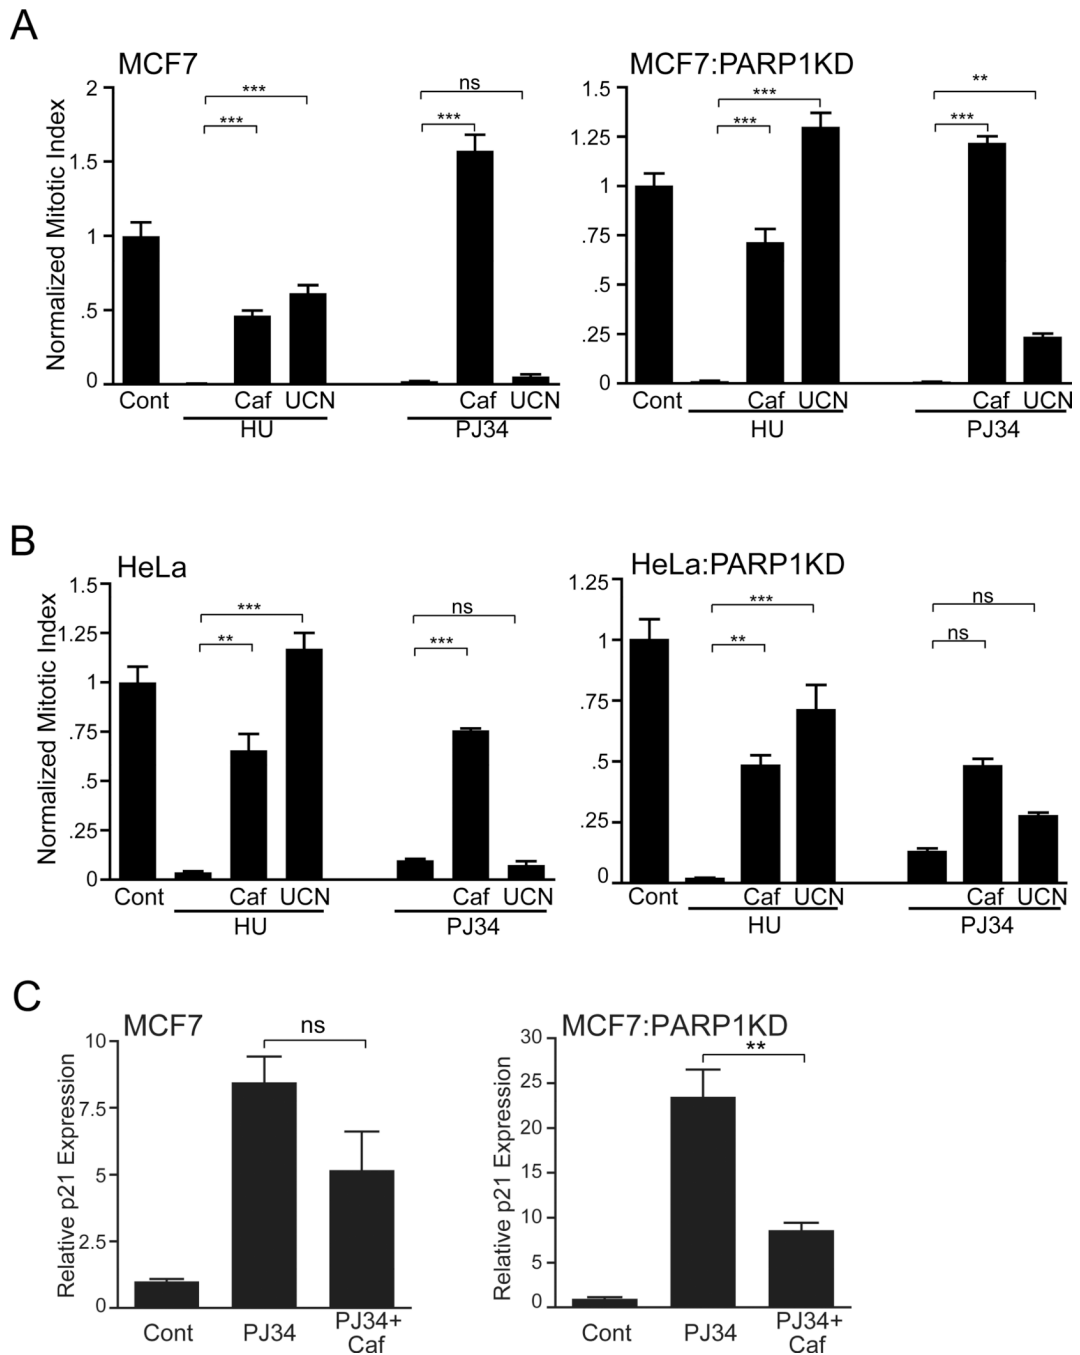 A
MCF7
Normalized Mitotic Index
2
1.5
1
.5
0
***
***
ns
***
Cont
Caf
UCN
Caf
UCN
HU
PJ34
MCF7:PARP1KD
1.5
1.25
1
.75
.5
.25
0
***
***
**
***
Cont
Caf
UCN
Caf
UCN
HU
PJ34
B
HeLa
Normalized Mitotic Index
1.5
1.25
1
.75
.5
.25
0
***
**
ns
***
Cont
Caf
UCN
Caf
UCN
HU
PJ34
HeLa:PARP1KD
1.25
1
.75
.5
.25
0
***
**
ns
ns
Cont
Caf
UCN
Caf
UCN
HU
PJ34
C
MCF7
Relative p21 Expression
10
7.5
5
2.5
0
ns
Cont
PJ34
PJ34+
Caf
MCF7:PARP1KD
Relative p21 Expression
30
25
20
15
10
5
0
**
Cont
PJ34
PJ34+
Caf